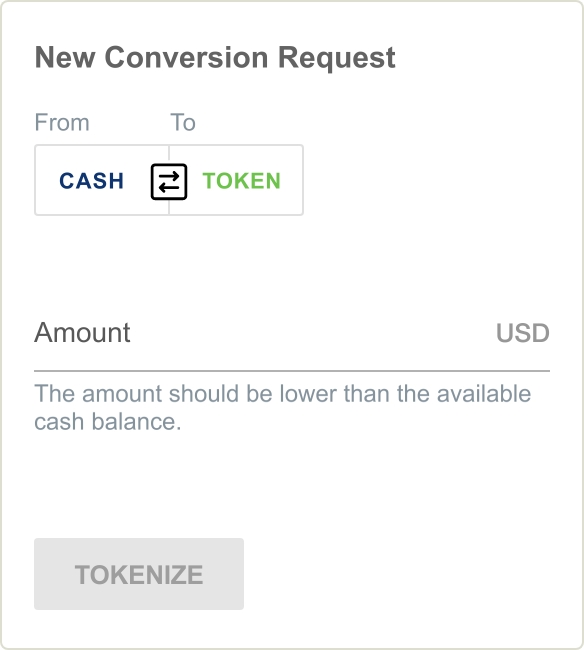 New Conversion Request
From To
CASH TOKEN
Amount USD
The amount should be lower than the available
cash balance.
TOKENIZE